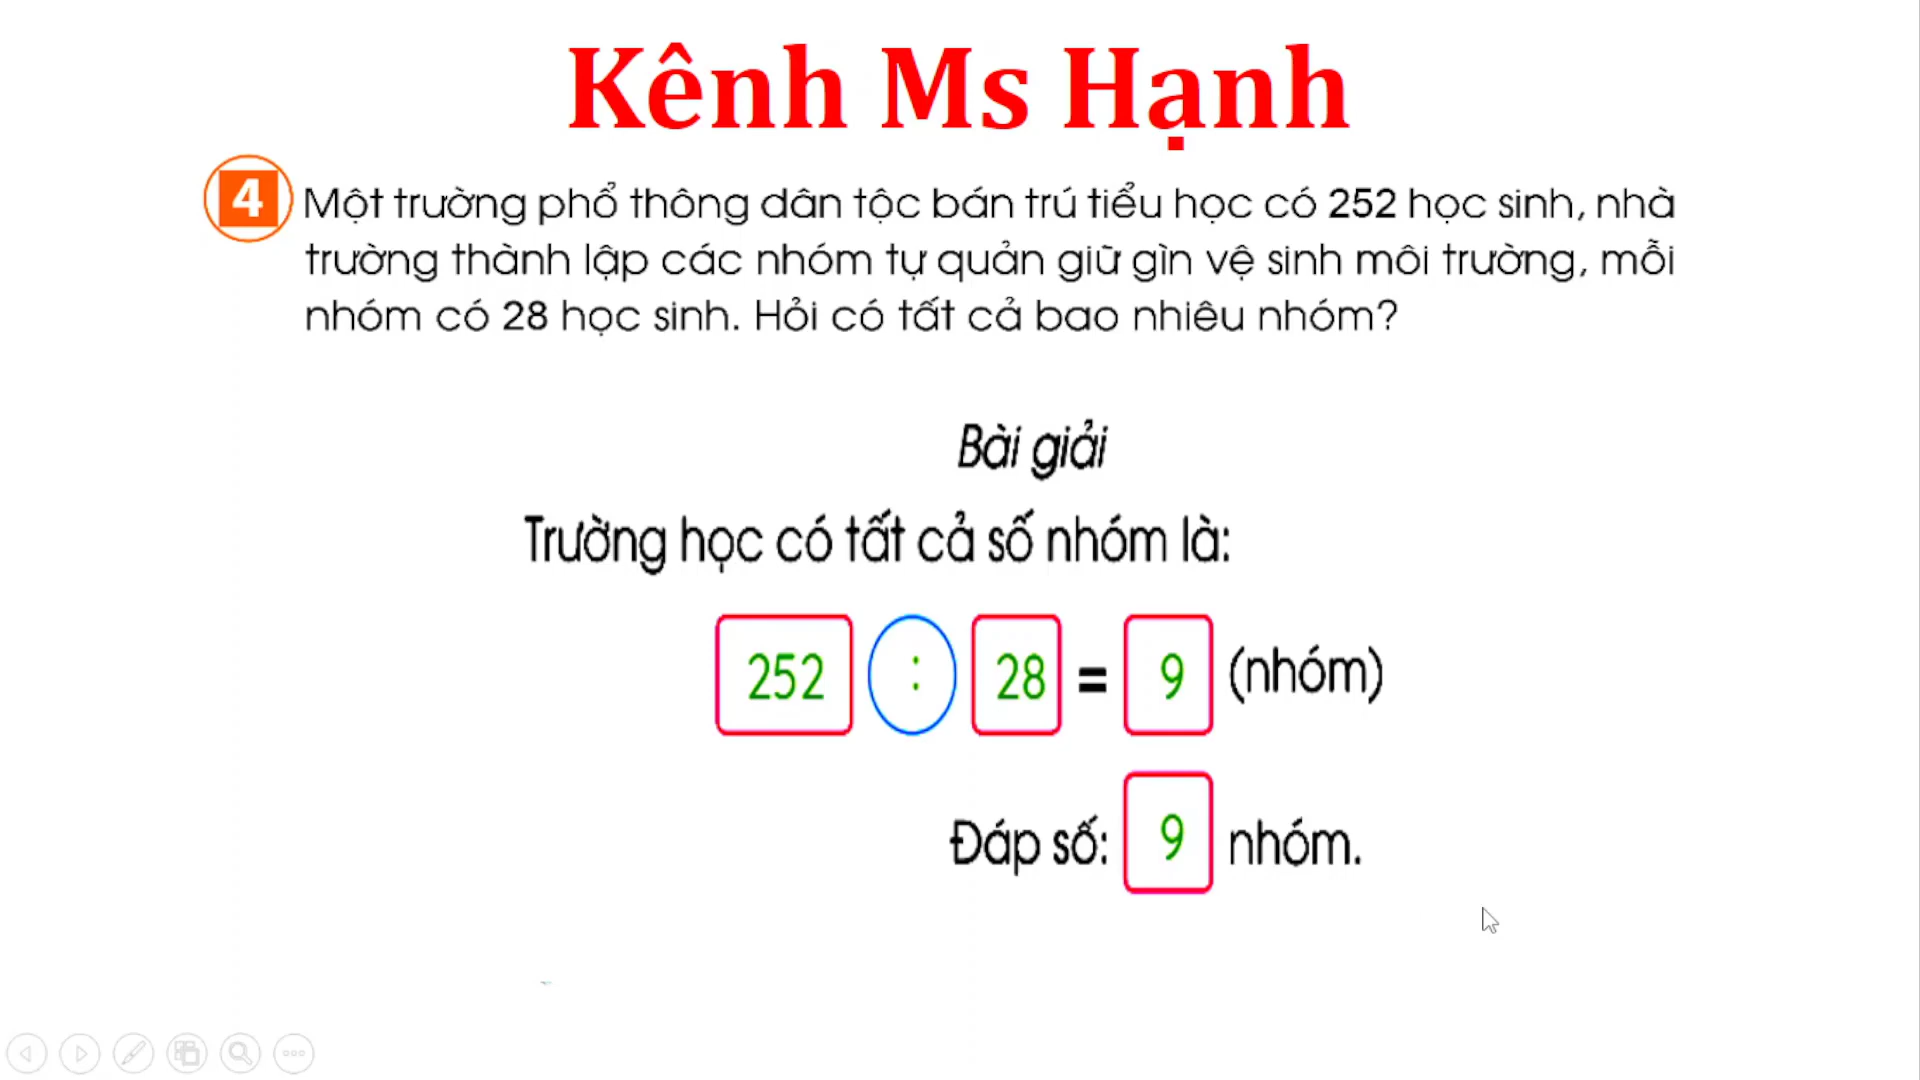 Kênh Ms Hạnh
4 Một trường phổ thông dân tộc bán trú tiểu học có 252 học sinh, nhà
trường thành lập các nhóm tự quản giữ gìn vệ sinh môi trường, mỗi
nhóm có 28 học sinh. Hỏi có tất cả bao nhiêu nhóm?
Bài giải
Trường học có tất cả số nhóm là:
252 : 28 = 9 (nhóm)
Đáp số: 9 nhóm.